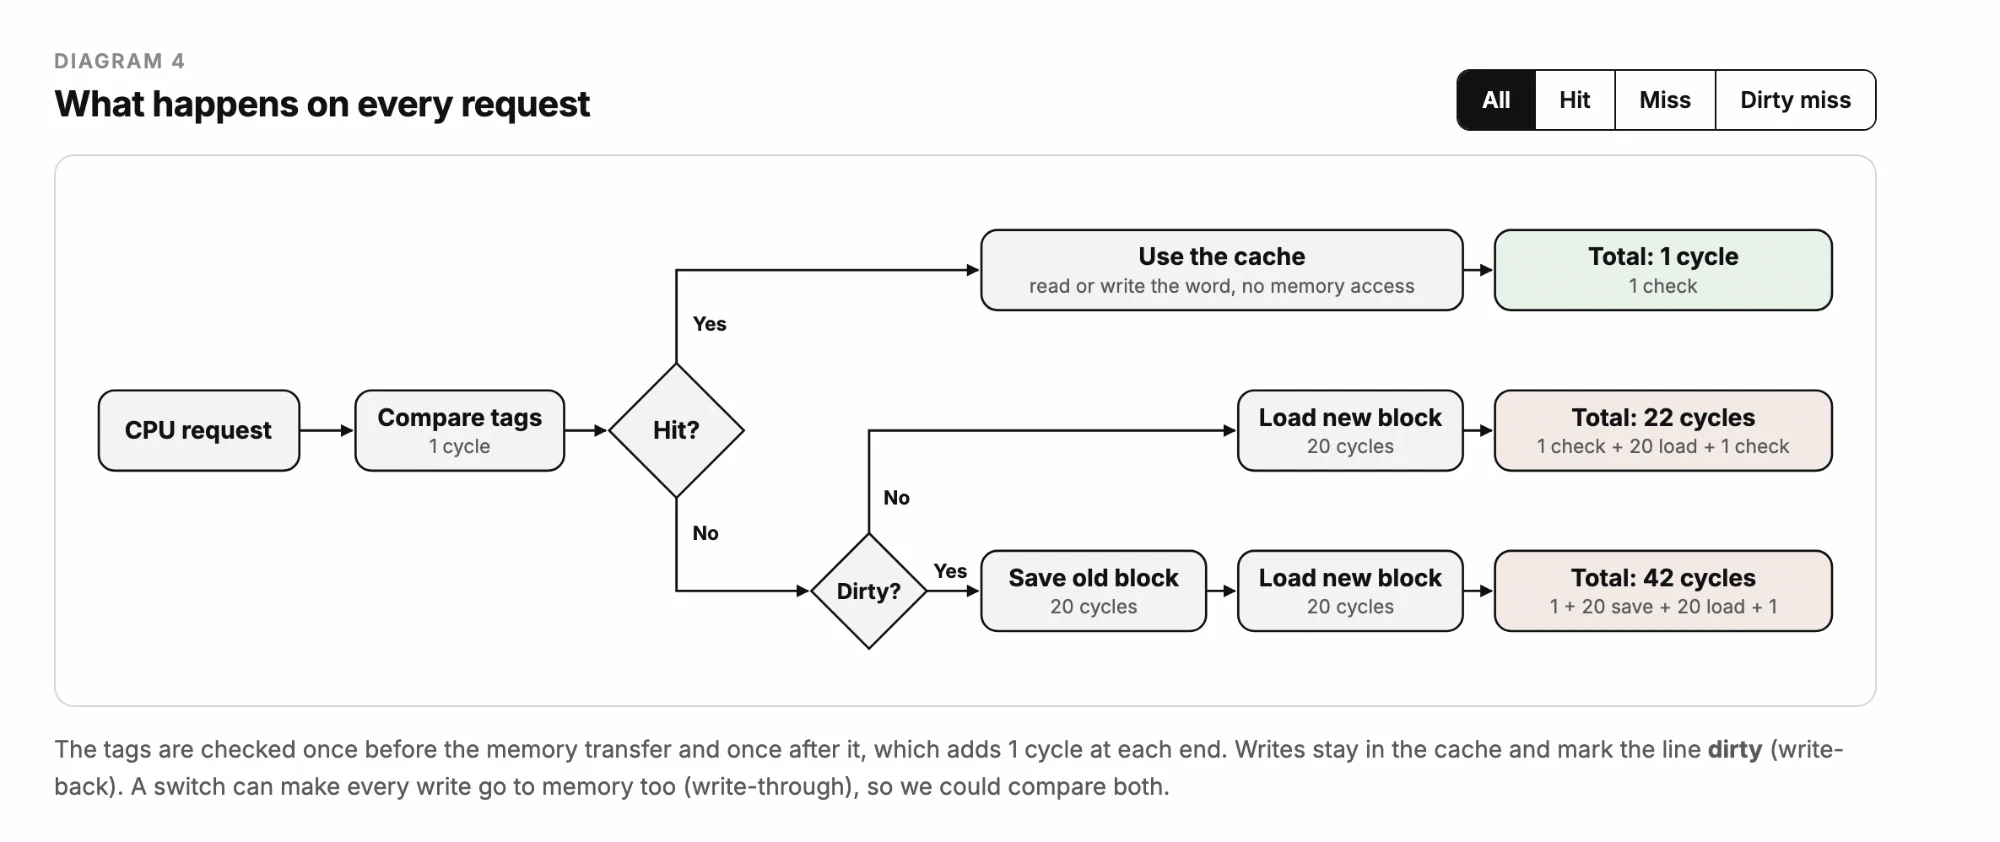 DIAGRAM 4
What happens on every request
All
Hit
Miss
Dirty miss
Use the cache
read or write the word, no memory access
Total: 1 cycle
1 check
Yes
CPU request
Compare tags
1 cycle
Hit?
Load new block
20 cycles
Total: 22 cycles
1 check + 20 load + 1 check
No
No
Dirty?
Yes
Save old block
20 cycles
Load new block
20 cycles
Total: 42 cycles
1 + 20 save + 20 load + 1
The tags are checked once before the memory transfer and once after it, which adds 1 cycle at each end. Writes stay in the cache and mark the line dirty (write-
back). A switch can make every write go to memory too (write-through), so we could compare both.